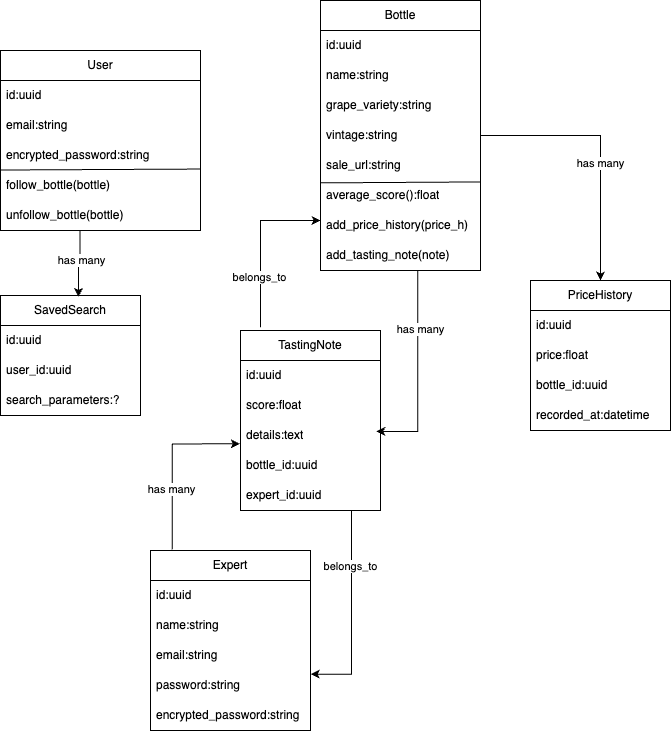 Bottle
id:uuid
name:string
grape_variety:string
vintage:string
sale_url:string
average_score():float
add_price_history(price_h)
add_tasting_note(note)
User
id:uuid
email:string
encrypted_password:string
follow_bottle(bottle)
unfollow_bottle(bottle)
has many
has many
belongs_to
has many
SavedSearch
id:uuid
user_id:uuid
search_parameters:?
PriceHistory
id:uuid
price:float
bottle_id:uuid
recorded_at:datetime
TastingNote
id:uuid
score:float
details:text
bottle_id:uuid
expert_id:uuid
has many
belongs_to
Expert
id:uuid
name:string
email:string
password:string
encrypted_password:string